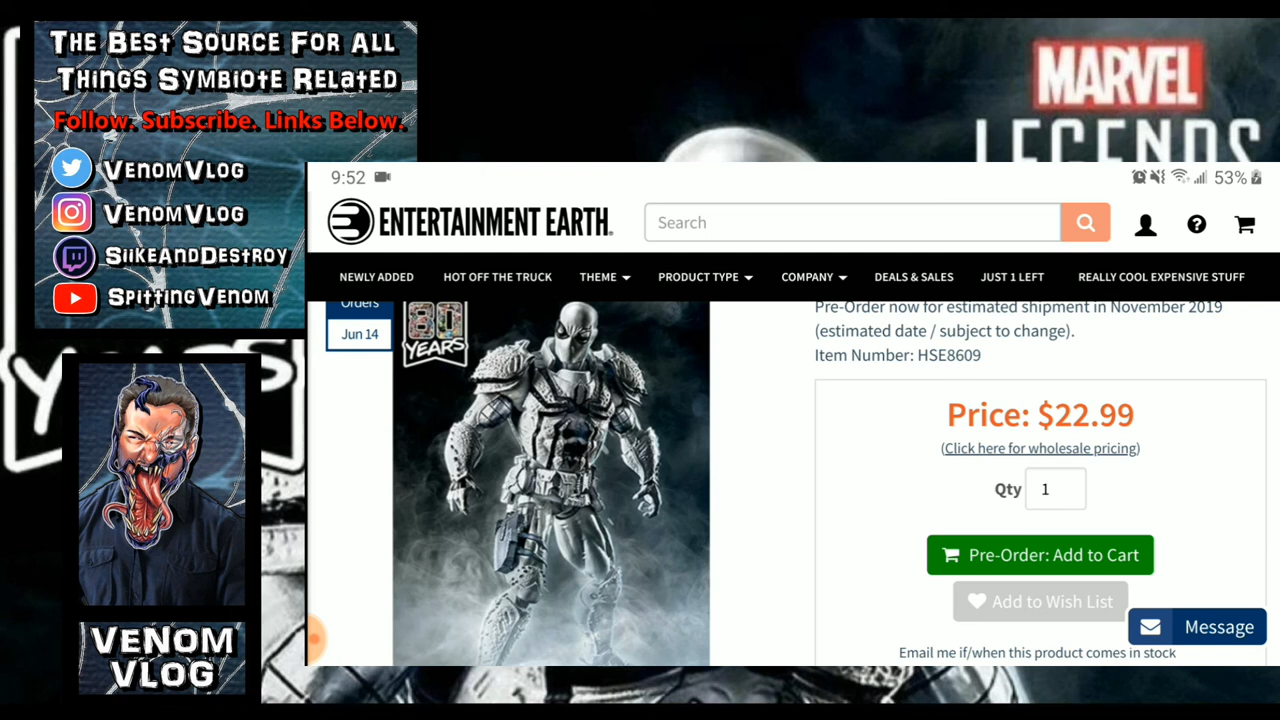 The Best Source For All
Things Symbiote Related
Follow. Subscribe. Links Below.
VenomVlog
VenomVlog
SiikeAndDestroy
SpittingVenom
VENOM
VLOG
MARVEL
LEGENDS
9:52
53%
ENTERTAINMENT EARTH
Search
NEWLY ADDED HOT OFF THE TRUCK THEME PRODUCT TYPE COMPANY DEALS & SALES JUST 1 LEFT REALLY COOL EXPENSIVE STUFF
Orders
Jun 14
80
YEARS
Pre-Order now for estimated shipment in November 2019
(estimated date / subject to change).
Item Number: HSE8609
Price: $22.99
(Click here for wholesale pricing)
Qty 1
Pre-Order: Add to Cart
Add to Wish List
Message
Email me if/when this product comes in stock